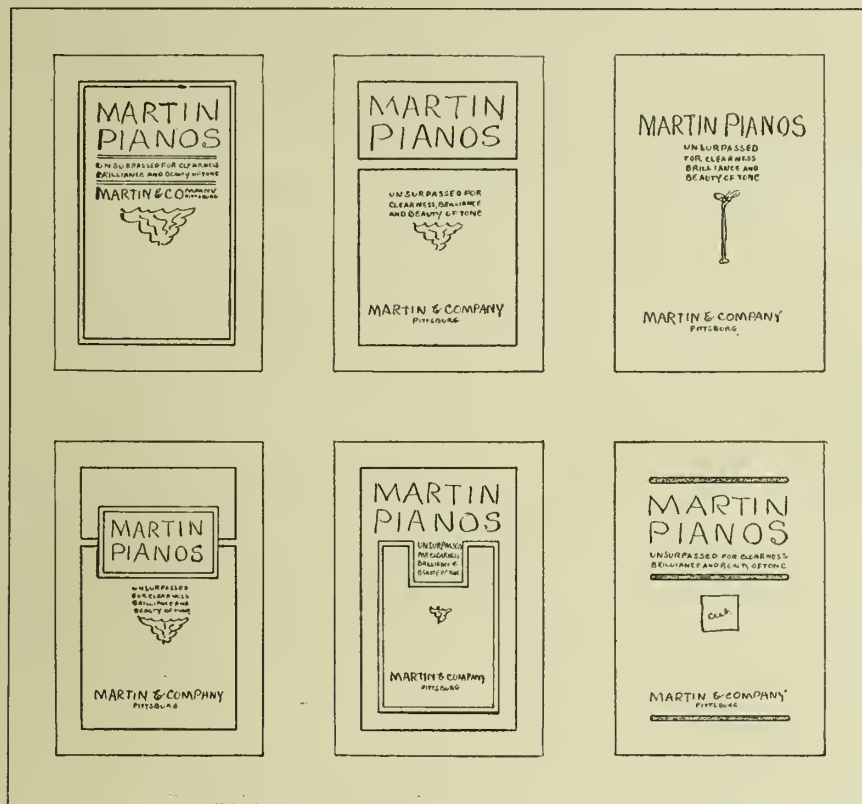 MARTIN
PIANOS
UNSURPASSED FOR CLEARNESS
BRILLIANCE AND BEAUTY OF TONE
MARTIN & COMPANY
PITTSBURG
MARTIN
PIANOS
UNSURPASSED FOR
CLEARNESS, BRILLIANCE
AND BEAUTY OF TONE
MARTIN & COMPANY
PITTSBURG
MARTIN PIANOS
UNSURPASSED
FOR CLEARNESS
BRILLIANCE AND
BEAUTY OF TONE
MARTIN & COMPANY
PITTSBURG
MARTIN
PIANOS
UNSURPASSED
FOR CLEARNESS
BRILLIANCE AND
BEAUTY OF TONE
MARTIN & COMPANY
PITTSBURG
MARTIN
PIANOS
UNSURPASSED
FOR CLEARNESS
BRILLIANCE
BEAUTY OF TONE
MARTIN & COMPANY
PITTSBURG
MARTIN
PIANOS
UNSURPASSED FOR CLEARNESS
BRILLIANCE AND BEAUTY OF TONE
Cut.
MARTIN & COMPANY
PITTSBURG